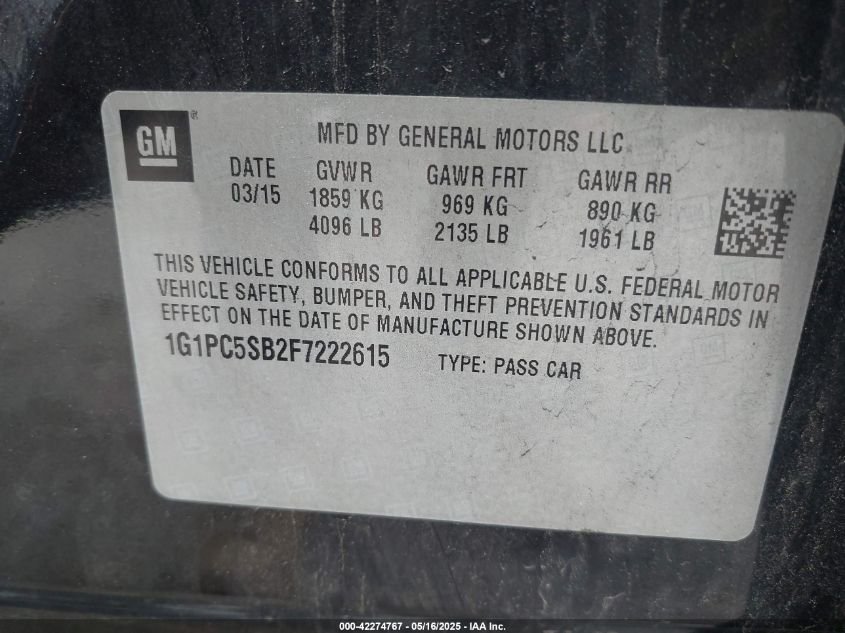 GM
MFD BY GENERAL MOTORS LLC
DATE GVWR GAWR FRT GAWR RR
03/15 1859 KG 969 KG 890 KG
4096 LB 2135 LB 1961 LB
THIS VEHICLE CONFORMS TO ALL APPLICABLE U.S. FEDERAL MOTOR
VEHICLE SAFETY, BUMPER, AND THEFT PREVENTION STANDARDS IN
EFFECT ON THE DATE OF MANUFACTURE SHOWN ABOVE.
1G1PC5SB2F7222615 TYPE: PASS CAR
000-42274767 - 05/16/2025 - IAA Inc.